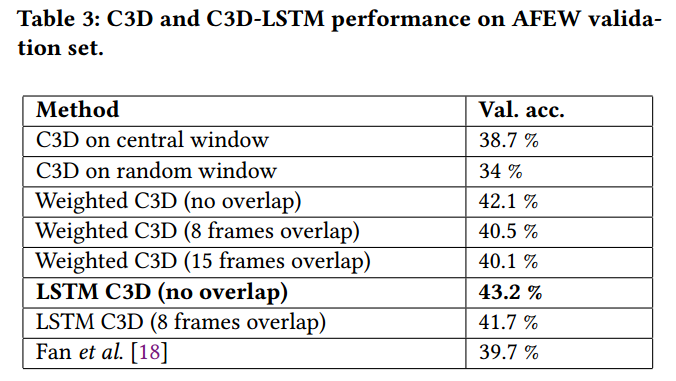 Table 3: C3D and C3D-LSTM performance on AFEW valida-
tion set.
Method Val. acc.
C3D on central window 38.7 %
C3D on random window 34 %
Weighted C3D (no overlap) 42.1 %
Weighted C3D (8 frames overlap) 40.5 %
Weighted C3D (15 frames overlap) 40.1 %
LSTM C3D (no overlap) 43.2 %
LSTM C3D (8 frames overlap) 41.7 %
Fan et al. [18] 39.7 %